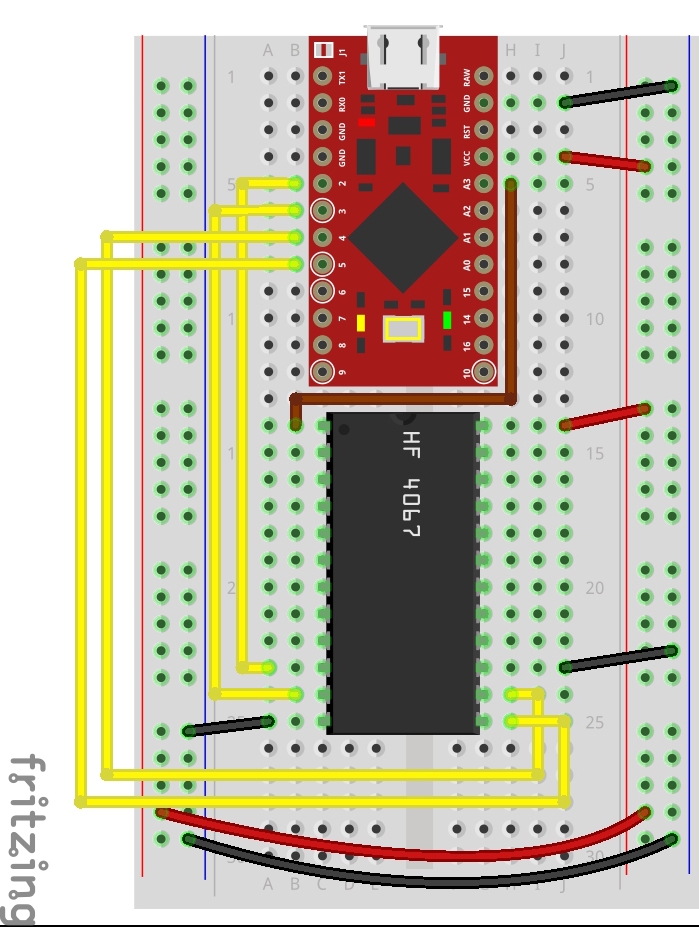 A B H I J
J1
TX1 RAW
RX0 GND
GND RST
GND VCC
2 A3
3 A2
4 A1
5 A0
6 15
7 14
8 16
9 10
1 1
5 5
1 10
1 15
2 20
25
30
HF 4067
A B C D E G H I J
fritzing